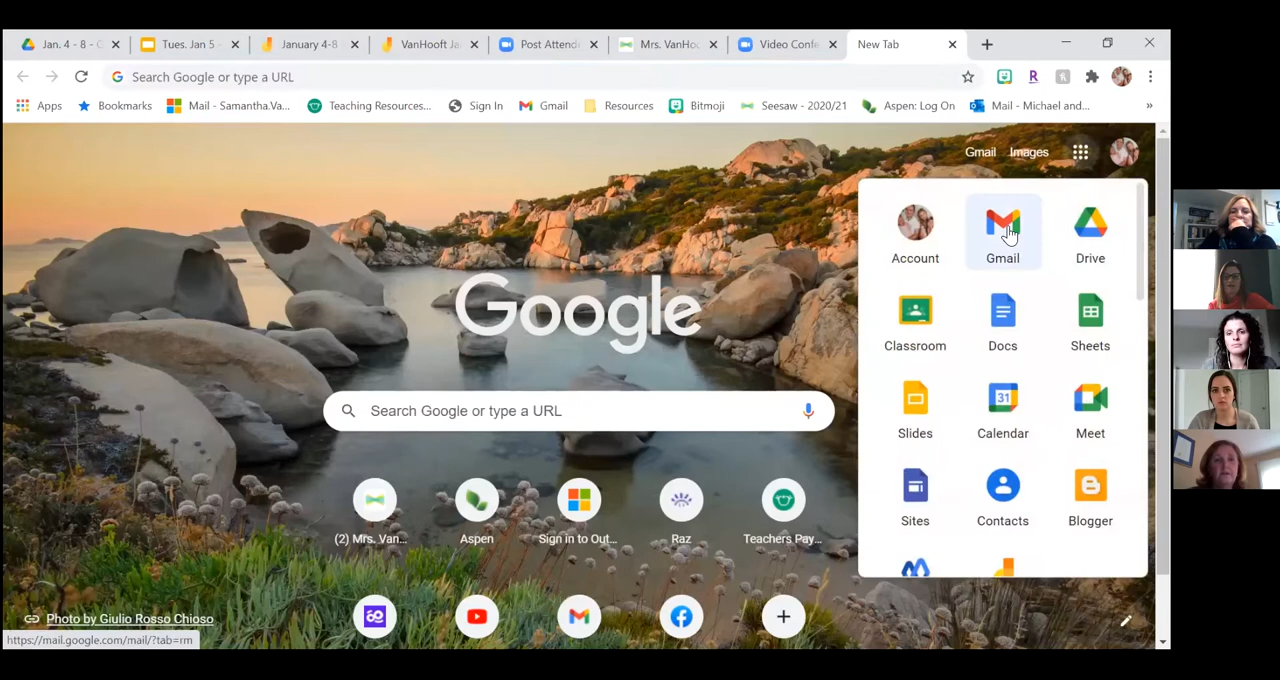 Jan. 4 - 8 - G
Tues. Jan 5 -
January 4-8
VanHooft Ja
Post Attend
Mrs. VanHoo
Video Confe
New Tab
Search Google or type a URL
Apps
Bookmarks
Mail - Samantha.Va...
Teaching Resources...
Sign In
Gmail
Resources
Bitmoji
Seesaw - 2020/21
Aspen: Log On
Mail - Michael and...
»
Gmail
Images
Account
Gmail
Drive
Classroom
Docs
Sheets
Slides
31
Calendar
Meet
Sites
Contacts
Blogger
Google
Search Google or type a URL
(2) Mrs. Van...
Aspen
Sign in to Out...
Raz
Teachers Pay...
Photo by Giulio Rosso Chioso
https://mail.google.com/mail/?tab=rm